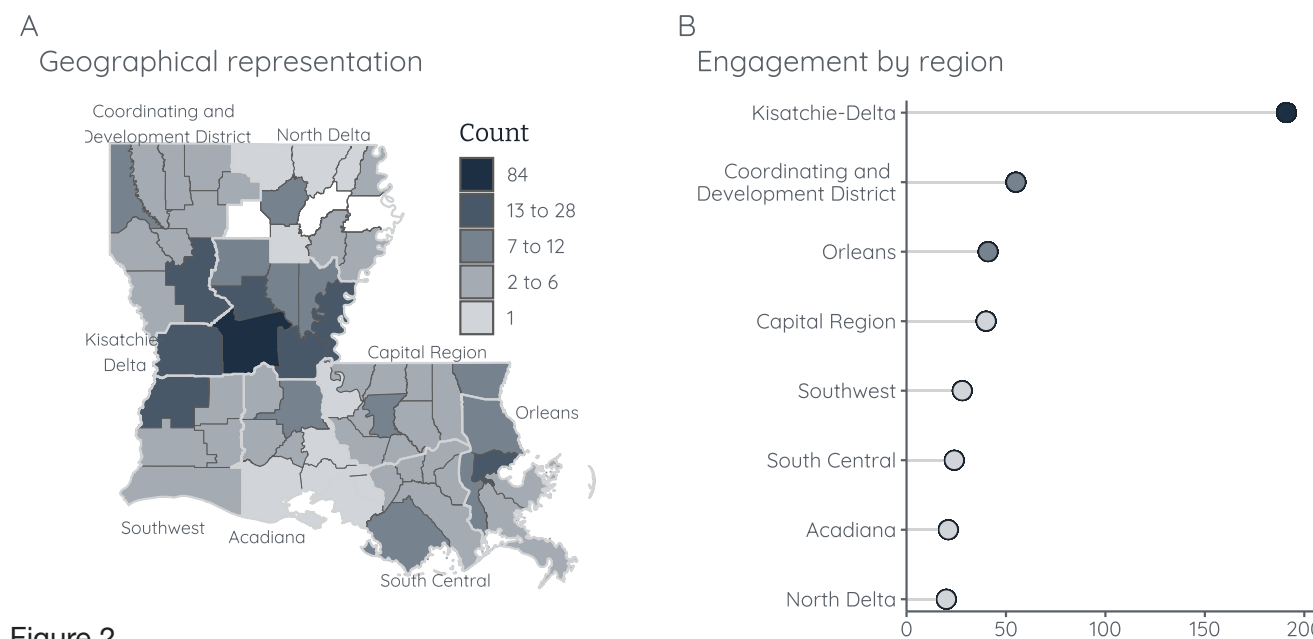 A
Geographical representation
Coordinating and
Development District
North Delta
Count
84
13 to 28
7 to 12
2 to 6
1
Kisatchie
Delta
Capital Region
Orleans
Southwest
Acadiana
South Central
B
Engagement by region
Kisatchie-Delta
Coordinating and
Development District
Orleans
Capital Region
Southwest
South Central
Acadiana
North Delta
0
50
100
150
200
Figure 2